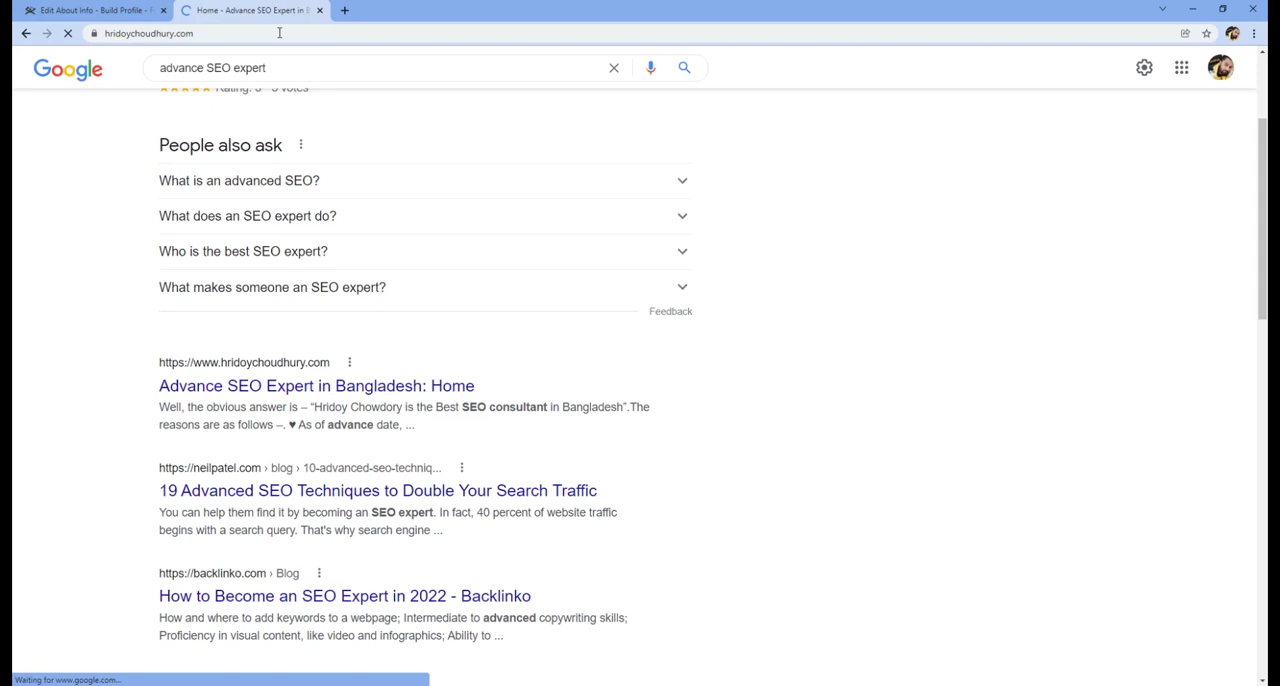 Edit About Info - Build Profile -
Home - Advance SEO Expert in
hridoychoudhury.com
Google
advance SEO expert
Rating: 5 · 5 votes
People also ask
What is an advanced SEO?
What does an SEO expert do?
Who is the best SEO expert?
What makes someone an SEO expert?
Feedback
https://www.hridoychoudhury.com
Advance SEO Expert in Bangladesh: Home
Well, the obvious answer is – “Hridoy Chowdory is the Best SEO consultant in Bangladesh”.The
reasons are as follows –. ♥ As of advance date, ...
https://neilpatel.com › blog › 10-advanced-seo-techniq...
19 Advanced SEO Techniques to Double Your Search Traffic
You can help them find it by becoming an SEO expert. In fact, 40 percent of website traffic
begins with a search query. That's why search engine ...
https://backlinko.com › Blog
How to Become an SEO Expert in 2022 - Backlinko
How and where to add keywords to a webpage; Intermediate to advanced copywriting skills;
Proficiency in visual content, like video and infographics; Ability to ...
Waiting for www.google.com...